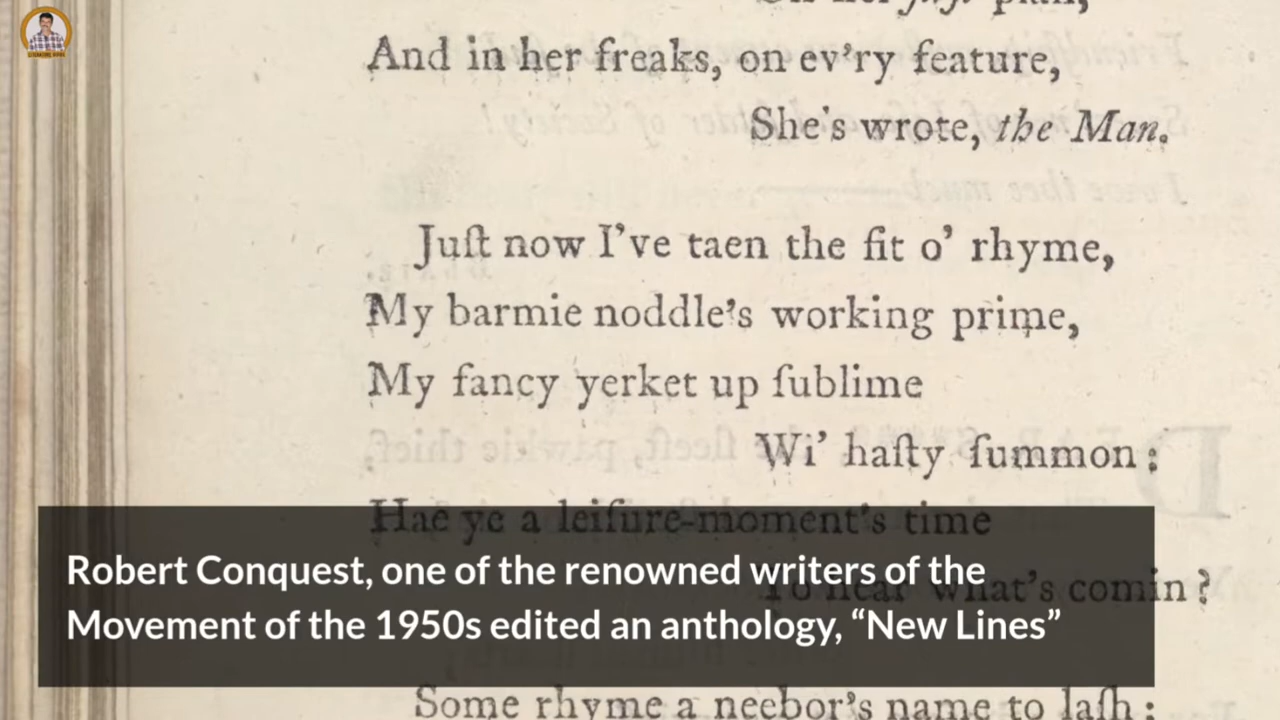 And in her freaks, on ev'ry feature,
She's wrote, the Man.
Juſt now I've taen the fit o' rhyme,
My barmie noddle's working prime,
My fancy yerket up ſublime
Wi' haſty ſummon:
Hae ye a leiſure-moment's time
To hear what's comin?
Robert Conquest, one of the renowned writers of the
Movement of the 1950s edited an anthology, “New Lines”
Some rhyme a neebor's name to laſh;